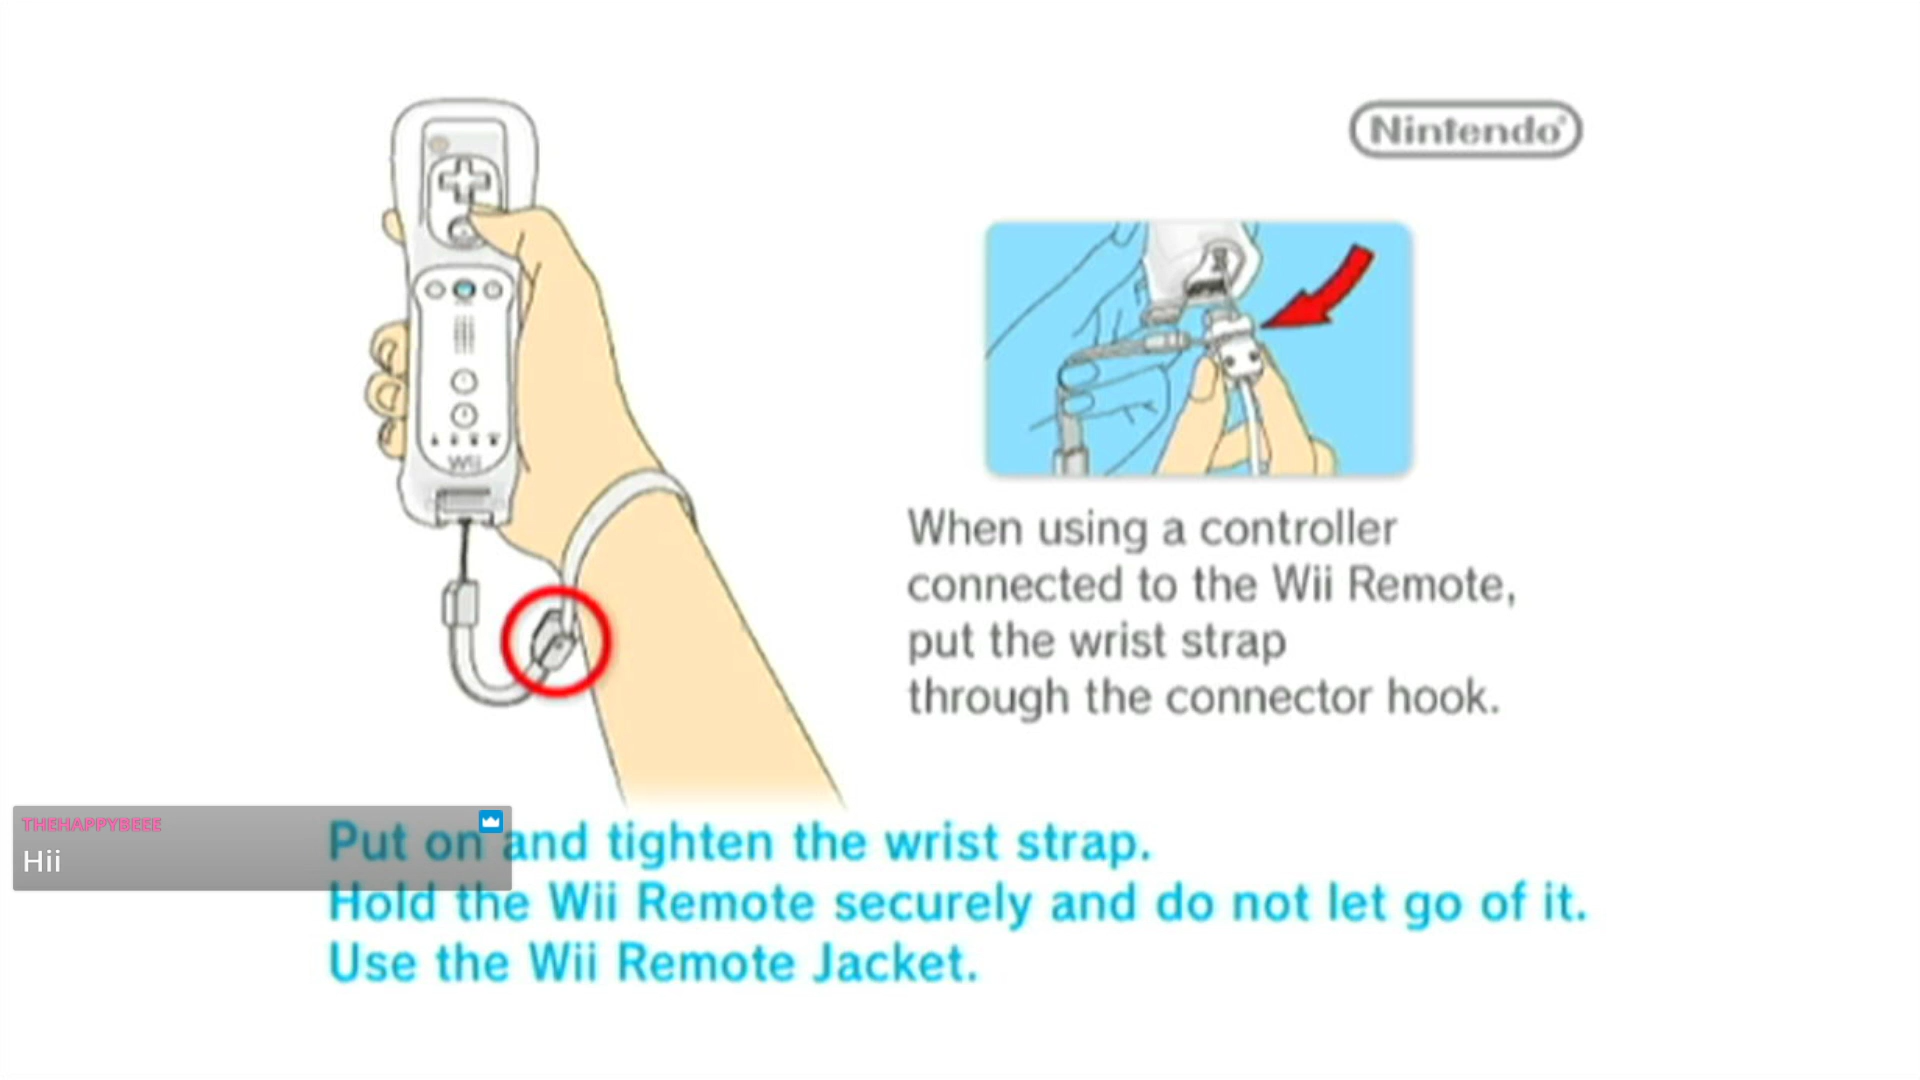 Nintendo
Wii
When using a controller
connected to the Wii Remote,
put the wrist strap
through the connector hook.
THEHAPPYBEEE
Hii
Put on and tighten the wrist strap.
Hold the Wii Remote securely and do not let go of it.
Use the Wii Remote Jacket.